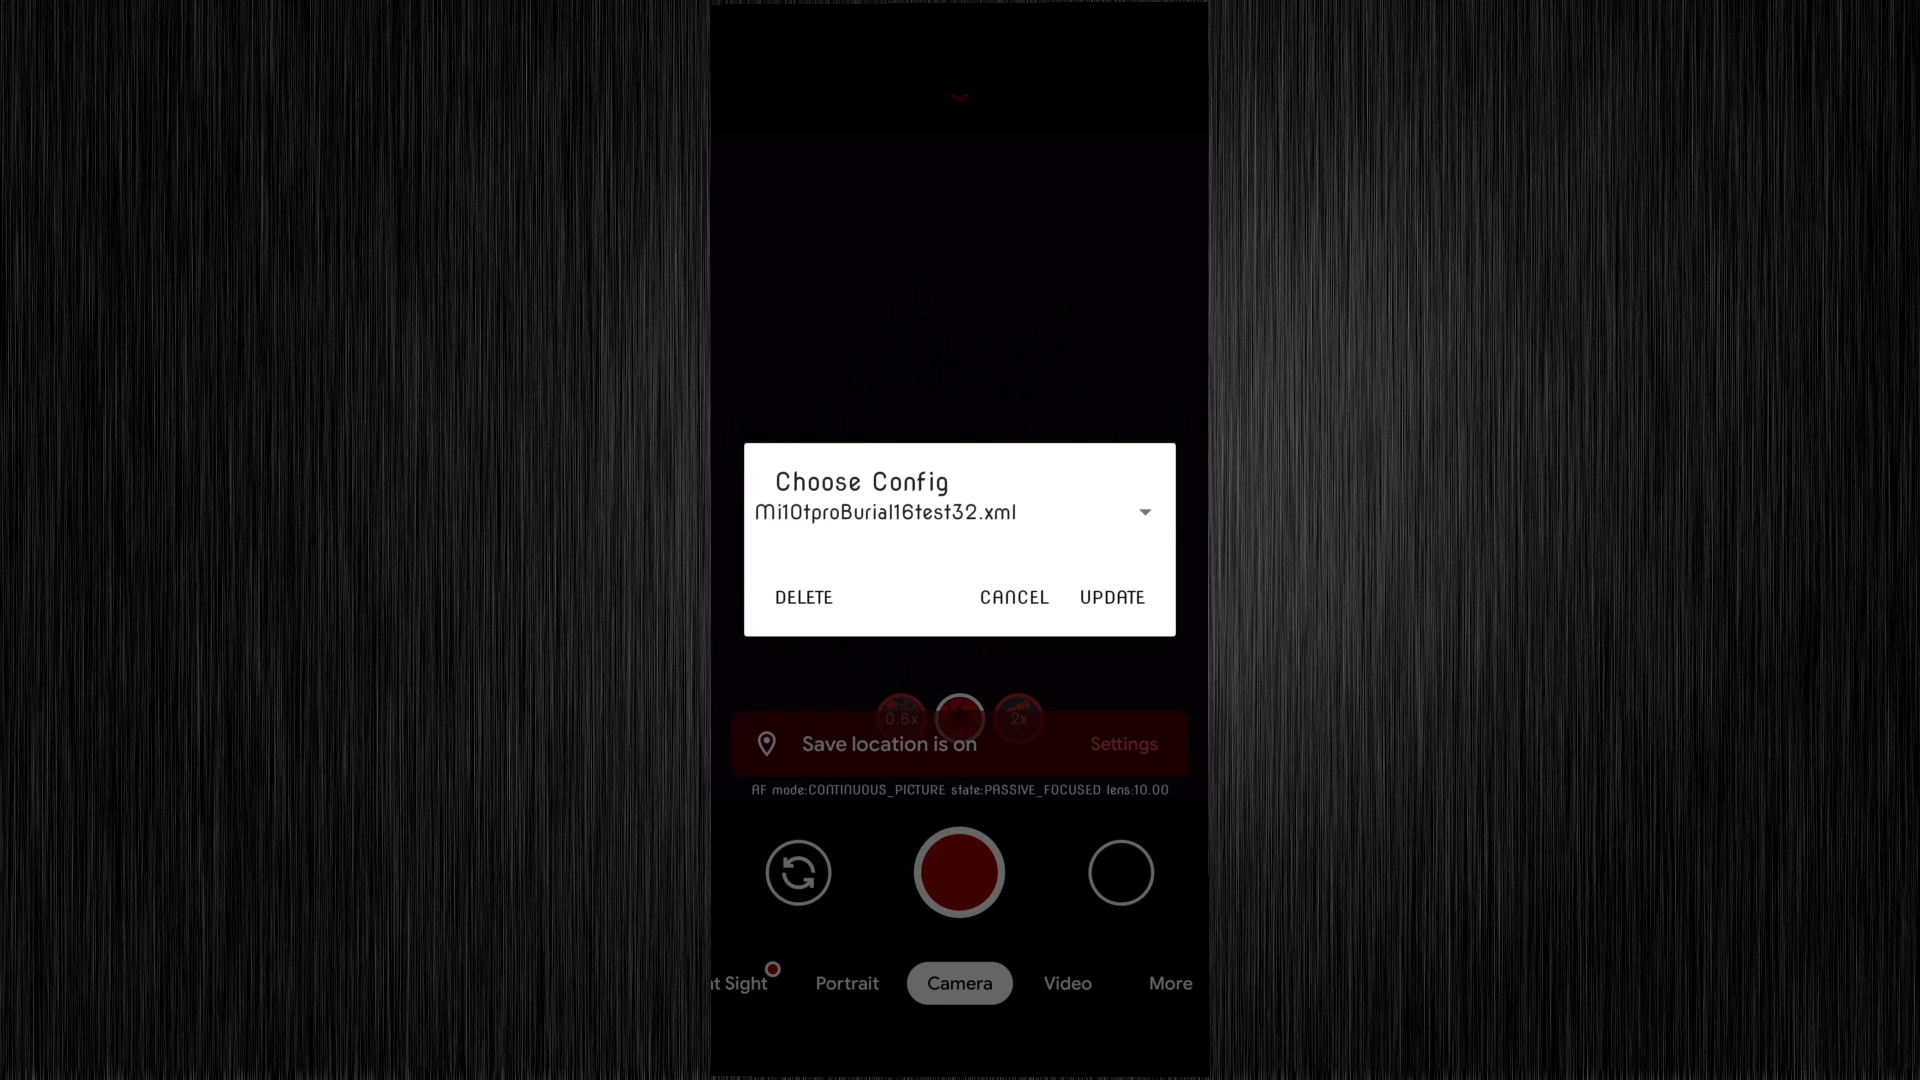 Choose Config
Mi10tproBurial16test32.xml
DELETE CANCEL UPDATE
0.6x 2x
Save location is on Settings
AF mode:CONTINUOUS_PICTURE state:PASSIVE_FOCUSED lens:10.00
t Sight Portrait Camera Video More